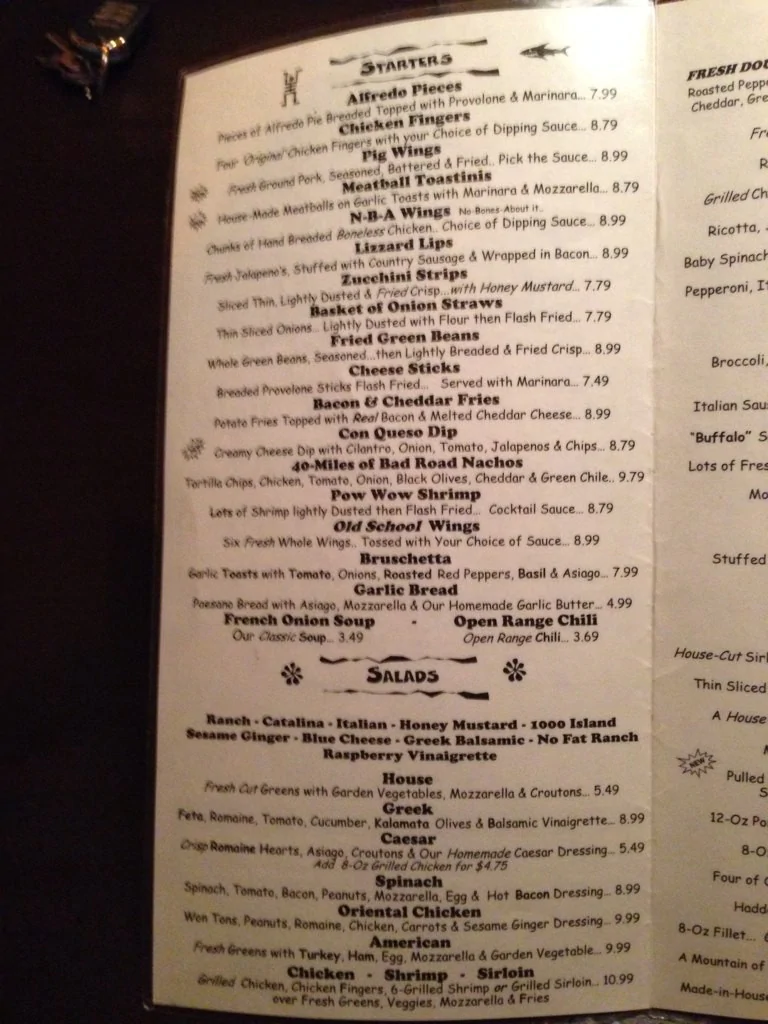 STARTERS
Alfredo Pieces
Pieces of Alfredo Pie Breaded Topped with Provolone & Marinara... 7.99
Chicken Fingers
Four Original Chicken Fingers with your Choice of Dipping Sauce... 8.79
Pig Wings
Fresh Ground Pork, Seasoned, Battered & Fried.. Pick the Sauce... 8.99
Meatball Toastinis
House-Made Meatballs on Garlic Toasts with Marinara & Mozzarella... 8.79
N-B-A Wings No-Bones-About it..
Chunks of Hand Breaded Boneless Chicken.. Choice of Dipping Sauce... 8.99
Lizzard Lips
Fresh Jalapeno's, Stuffed with Country Sausage & Wrapped in Bacon... 8.99
Zucchini Strips
Sliced Thin, Lightly Dusted & Fried Crisp...with Honey Mustard... 7.79
Basket of Onion Straws
Thin Sliced Onions... Lightly Dusted with Flour then Flash Fried... 7.79
Fried Green Beans
Whole Green Beans, Seasoned...then Lightly Breaded & Fried Crisp... 8.99
Cheese Sticks
Breaded Provolone Sticks Flash Fried... Served with Marinara... 7.49
Bacon & Cheddar Fries
Potato Fries Topped with Real Bacon & Melted Cheddar Cheese... 8.99
Con Queso Dip
Creamy Cheese Dip with Cilantro, Onion, Tomato, Jalapenos & Chips... 8.79
40-Miles of Bad Road Nachos
Tortilla Chips, Chicken, Tomato, Onion, Black Olives, Cheddar & Green Chile.. 9.79
Pow Wow Shrimp
Lots of Shrimp lightly Dusted then Flash Fried... Cocktail Sauce... 8.79
Old School Wings
Six Fresh Whole Wings.. Tossed with Your Choice of Sauce... 8.99
Bruschetta
Garlic Toasts with Tomato, Onions, Roasted Red Peppers, Basil & Asiago... 7.99
Garlic Bread
Paesano Bread with Asiago, Mozzarella & Our Homemade Garlic Butter... 4.99
French Onion Soup - Open Range Chili
Our Classic Soup... 3.49 Open Range Chili... 3.69
SALADS
Ranch - Catalina - Italian - Honey Mustard - 1000 Island
Sesame Ginger - Blue Cheese - Greek Balsamic - No Fat Ranch
Raspberry Vinaigrette
House
Fresh Cut Greens with Garden Vegetables, Mozzarella & Croutons... 5.49
Greek
Feta, Romaine, Tomato, Cucumber, Kalamata Olives & Balsamic Vinaigrette... 8.99
Caesar
Crisp Romaine Hearts, Asiago, Croutons & Our Homemade Caesar Dressing... 5.49
Add 8-Oz Grilled Chicken for $4.75
Spinach
Spinach, Tomato, Bacon, Peanuts, Mozzarella, Egg & Hot Bacon Dressing... 8.99
Oriental Chicken
Won Tons, Peanuts, Romaine, Chicken, Carrots & Sesame Ginger Dressing... 9.99
American
Fresh Greens with Turkey, Ham, Egg, Mozzarella & Garden Vegetable... 9.99
Chicken - Shrimp - Sirloin
Grilled Chicken, Chicken Fingers, 6-Grilled Shrimp or Grilled Sirloin.. 10.99
over Fresh Greens, Veggies, Mozzarella & Fries
FRESH DOU
Roasted Pepp
Cheddar, Gre
Fr
R
Grilled Ch
Ricotta,
Baby Spinach
Pepperoni, It
Broccoli,
Italian Saus
"Buffalo" S
Lots of Fres
Mo
Stuffed
House-Cut Sirl
Thin Sliced
A House
NEW
Pulled
S
12-Oz Po
8-O
Four of
Hadd
8-Oz Fillet...
A Mountain of
Made-in-House